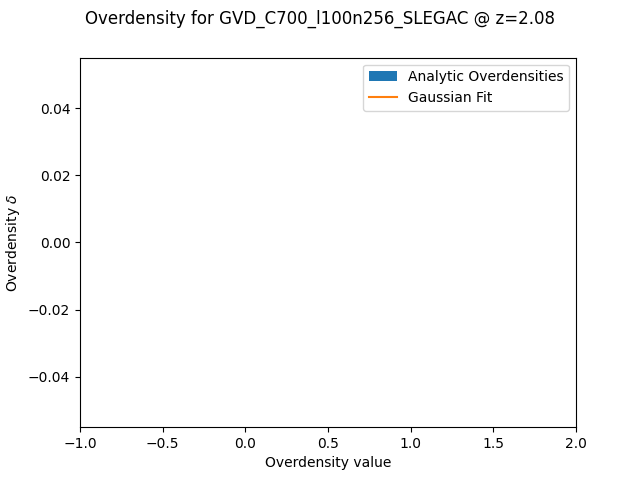 Overdensity for GVD_C700_l100n256_SLEGAC @ z=2.08
Analytic Overdensities
Gaussian Fit
0.04
0.02
0.00
−0.02
−0.04
Overdensity δ
−1.0 −0.5 0.0 0.5 1.0 1.5 2.0
Overdensity value